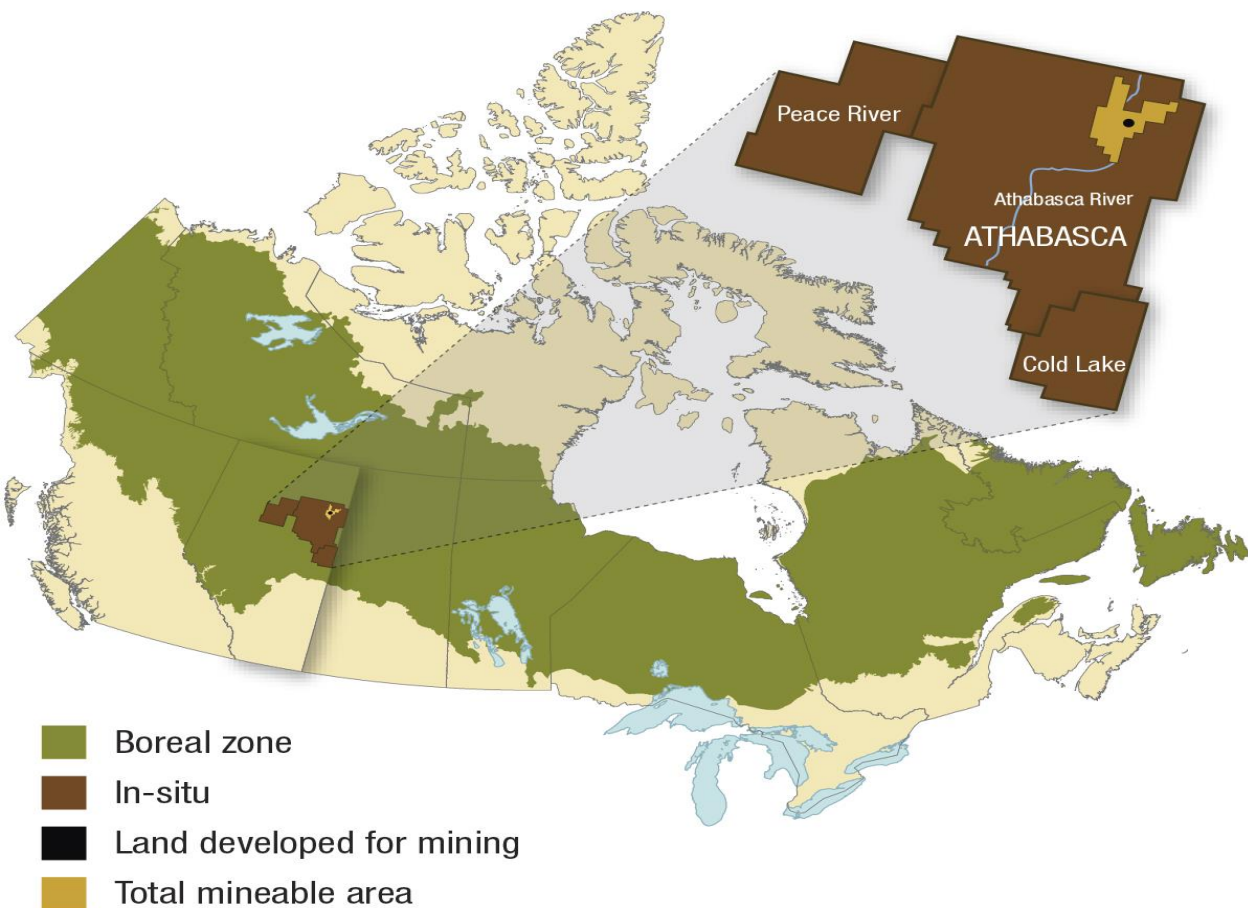 Peace River
Athabasca River
ATHABASCA
Cold Lake
Boreal zone
In-situ
Land developed for mining
Total mineable area